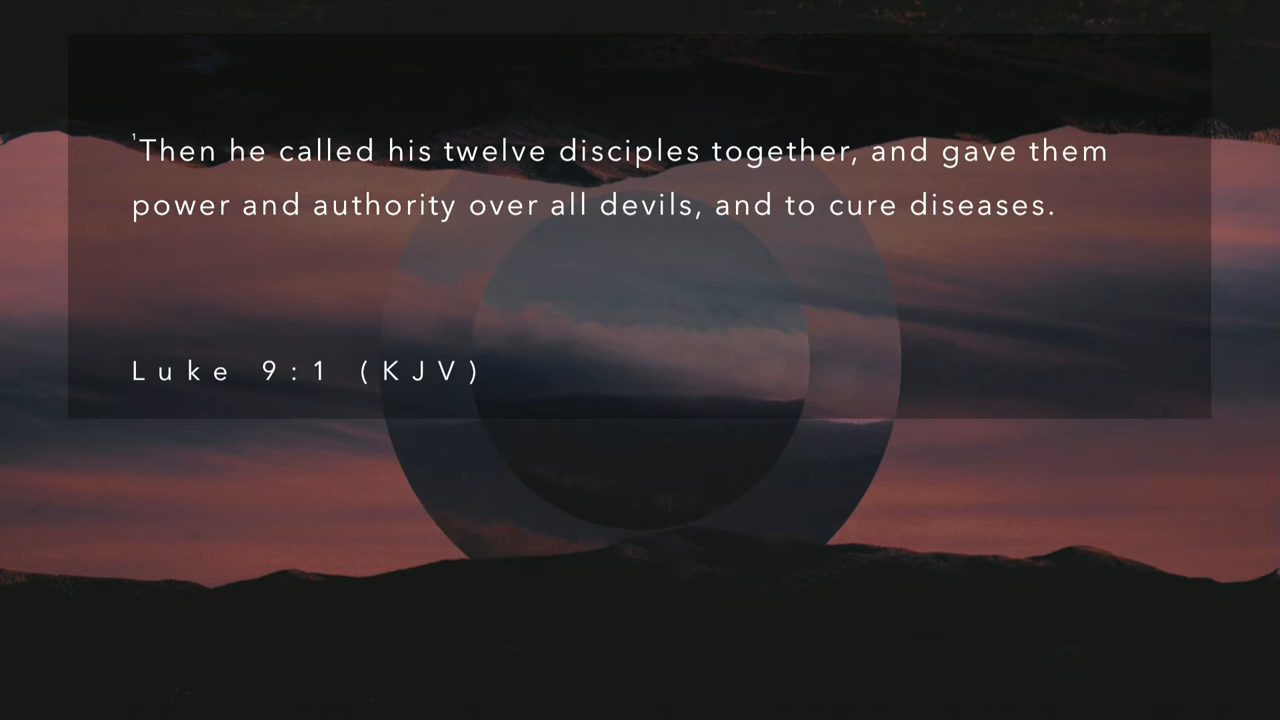 ¹Then he called his twelve disciples together, and gave them
power and authority over all devils, and to cure diseases.
Luke 9:1 (KJV)